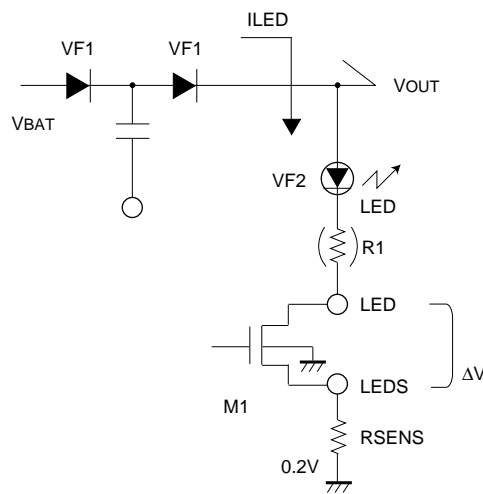 ILED
VF1
VF1
VOUT
VBAT
VF2
LED
R1
LED
ΔV
LEDS
M1
RSENS
0.2V